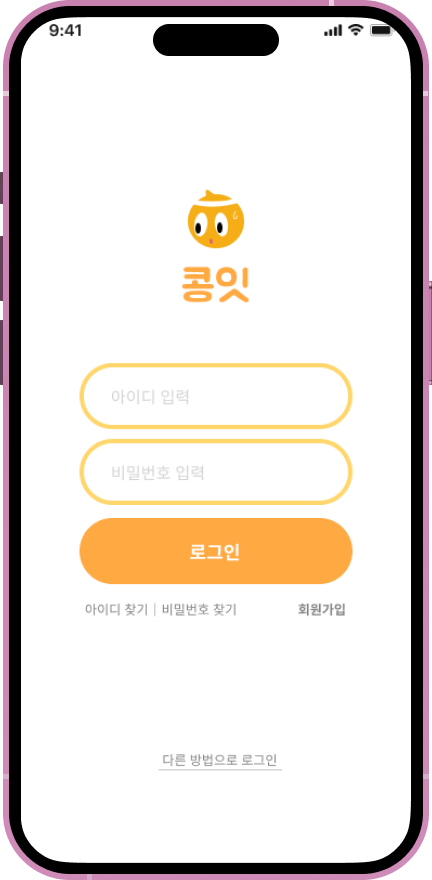 9:41
콩잇
아이디 입력
비밀번호 입력
로그인
아이디 찾기 | 비밀번호 찾기 회원가입
다른 방법으로 로그인